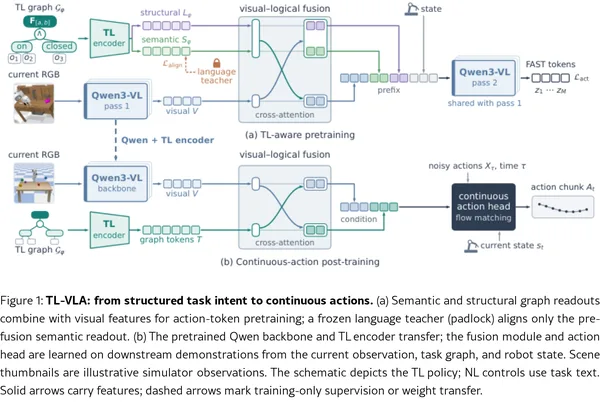 TL graph 𝒢φ
F[a,b]
∧
on
closed
o1
o2
o3
current RGB
TL encoder
structural Lφ
semantic Sφ
ℒalign
language teacher
Qwen3-VL pass 1
visual V
visual–logical fusion
cross-attention
(a) TL-aware pretraining
state
prefix
Qwen3-VL pass 2
shared with pass 1
FAST tokens
ℒact
z1 ··· zM
Qwen + TL encoder
current RGB
Qwen3-VL backbone
visual V
visual–logical fusion
TL graph 𝒢φ
TL encoder
graph tokens T
cross-attention
(b) Continuous-action post-training
condition
noisy actions Xτ, time τ
continuous action head
flow matching
current state st
action chunk At
Figure 1: TL-VLA: from structured task intent to continuous actions. (a) Semantic and structural graph readouts
combine with visual features for action-token pretraining; a frozen language teacher (padlock) aligns only the pre-
fusion semantic readout. (b) The pretrained Qwen backbone and TL encoder transfer; the fusion module and action
head are learned on downstream demonstrations from the current observation, task graph, and robot state. Scene
thumbnails are illustrative simulator observations. The schematic depicts the TL policy; NL controls use task text.
Solid arrows carry features; dashed arrows mark training-only supervision or weight transfer.